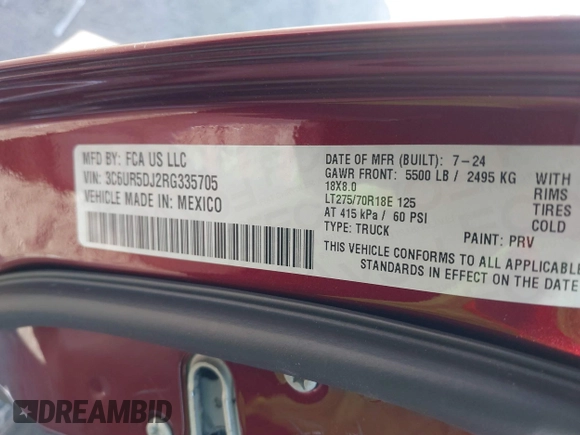 MFD BY: FCA US LLC
VIN: 3C6UR5DJ2RG335705
VEHICLE MADE IN: MEXICO
DATE OF MFR (BUILT) 7-24
GAWR FRONT: 5500 LB / 2495 KG WITH
18X8.0 RIMS
LT275/70R18E 125 TIRES
AT 415 kPa / 60 PSI COLD
TYPE: TRUCK
PAINT: PRV
THIS VEHICLE CONFORMS TO ALL APPLICABLE
STANDARDS IN EFFECT ON THE DATE
DREAMBID